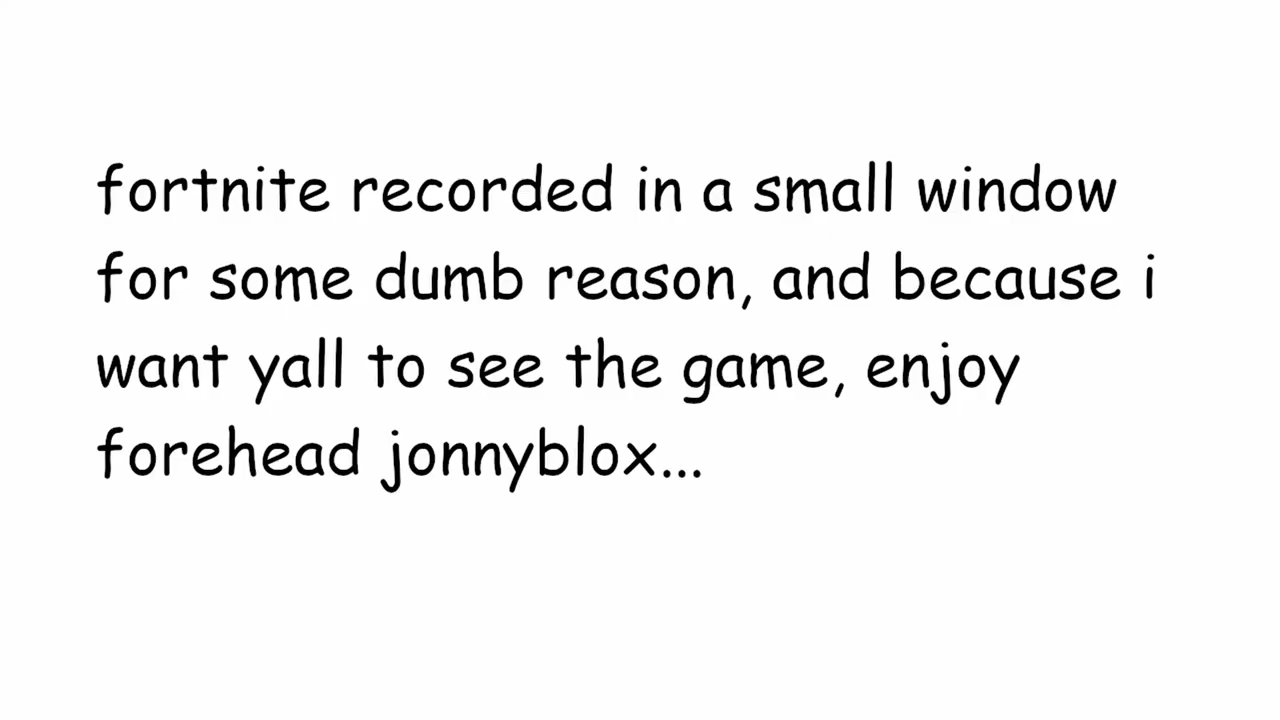 fortnite recorded in a small window
for some dumb reason, and because i
want yall to see the game, enjoy
forehead jonnyblox...